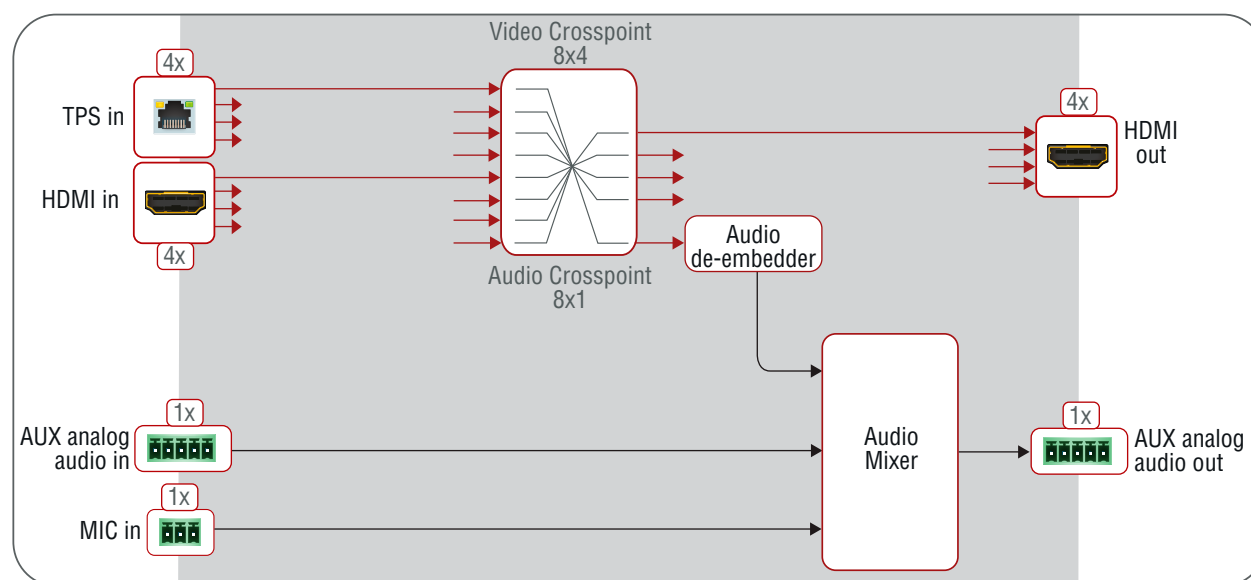 Video Crosspoint
8x4
4x
TPS in
HDMI in
4x
4x
HDMI
out
Audio
de-embedder
Audio Crosspoint
8x1
1x
AUX analog
audio in
1x
MIC in
Audio
Mixer
1x
AUX analog
audio out